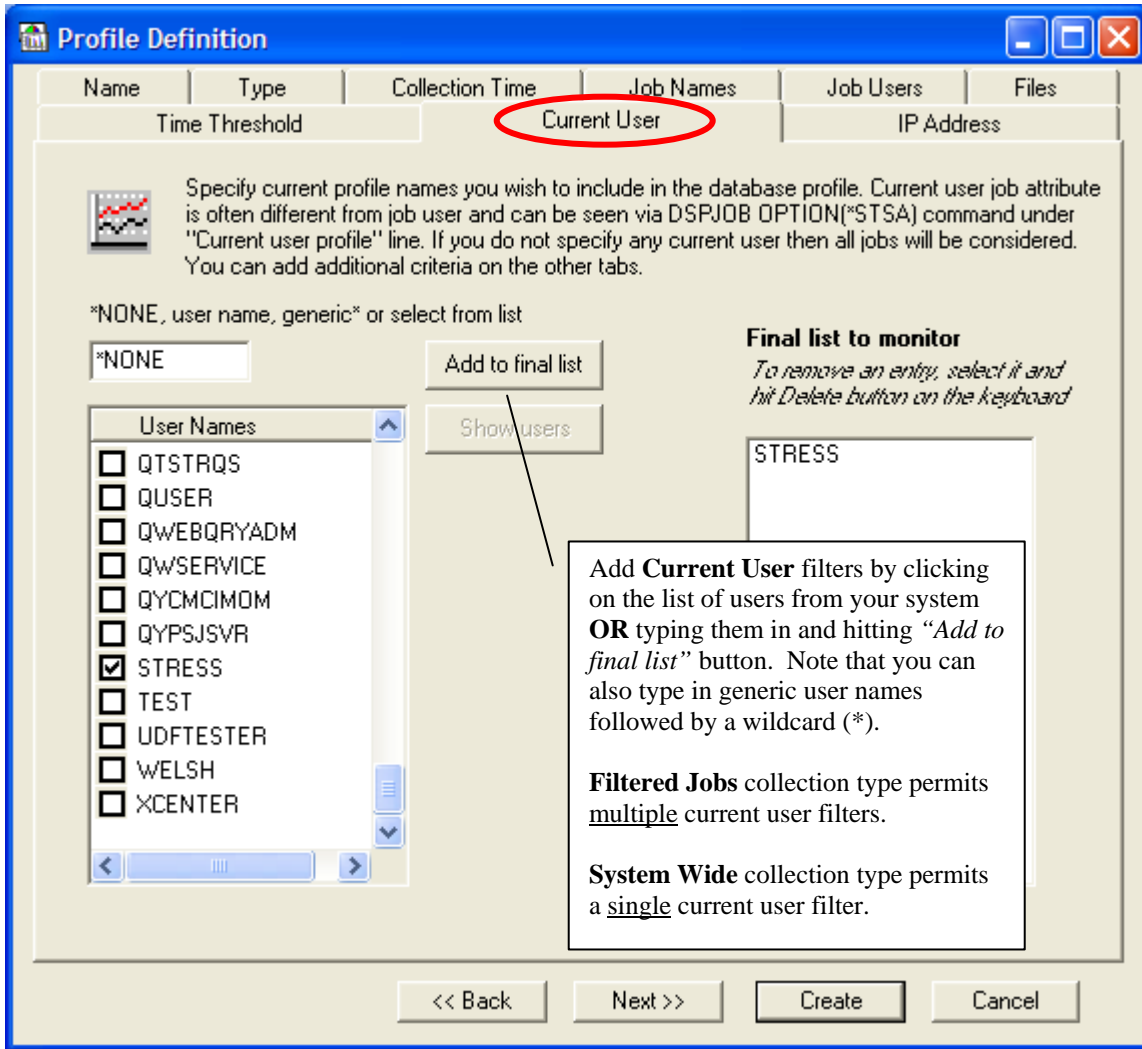 Profile Definition
Name
Type
Collection Time
Job Names
Job Users
Files
Time Threshold
Current User
IP Address
Specify current profile names you wish to include in the database profile. Current user job attribute
is often different from job user and can be seen via DSPJOB OPTION(*STSA) command under
"Current user profile" line. If you do not specify any current user then all jobs will be considered.
You can add additional criteria on the other tabs.
*NONE, user name, generic* or select from list
*NONE
Add to final list
Show users
User Names
QTSTRQS
QUSER
QWEBQRYADM
QWSERVICE
QYCMCIMOM
QYPSJSVR
STRESS
TEST
UDFTESTER
WELSH
XCENTER
Final list to monitor
To remove an entry, select it and
hit Delete button on the keyboard
STRESS
Add Current User filters by clicking
on the list of users from your system
OR typing them in and hitting “Add to
final list” button. Note that you can
also type in generic user names
followed by a wildcard (*).
Filtered Jobs collection type permits
multiple current user filters.
System Wide collection type permits
a single current user filter.
<< Back
Next >>
Create
Cancel